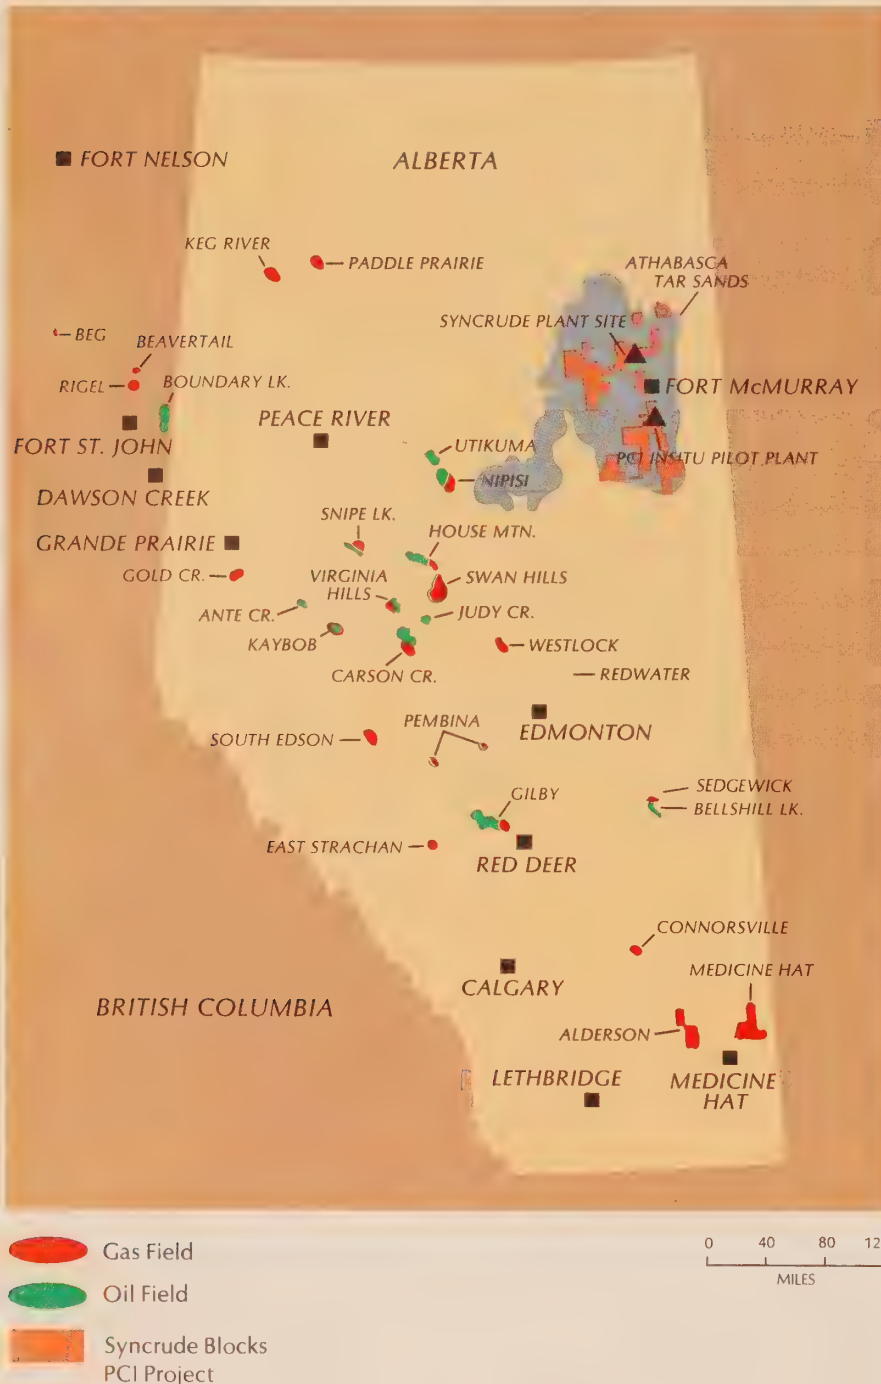 FORT NELSON
ALBERTA
KEG RIVER
PADDLE PRAIRIE
ATHABASCA
TAR SANDS
SYNCRUDE PLANT SITE
BEG
BEAVERTAIL
RIGEL
BOUNDARY LK.
FORT McMURRAY
PEACE RIVER
FORT ST. JOHN
UTIKUMA
PCI INSITU PILOT PLANT
NIPISI
DAWSON CREEK
SNIPE LK.
HOUSE MTN.
GRANDE PRAIRIE
GOLD CR.
VIRGINIA
HILLS
SWAN HILLS
ANTE CR.
JUDY CR.
KAYBOB
WESTLOCK
CARSON CR.
REDWATER
PEMBINA
SOUTH EDSON
EDMONTON
SEDGEWICK
GILBY
BELLSHILL LK.
EAST STRACHAN
RED DEER
CONNORSVILLE
MEDICINE HAT
CALGARY
BRITISH COLUMBIA
ALDERSON
LETHBRIDGE
MEDICINE
HAT
Gas Field
0 40 80 12
MILES
Oil Field
Syncrude Blocks
PCI Project